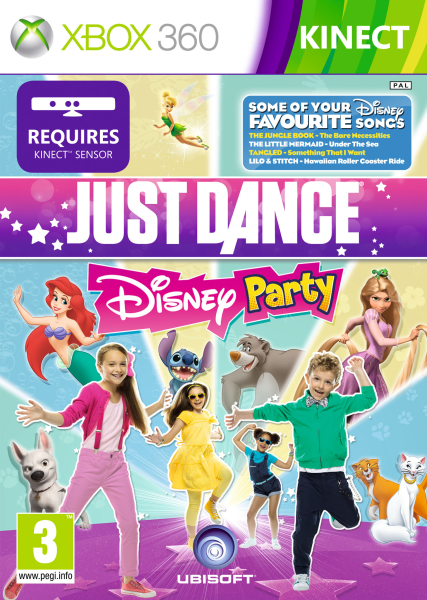 XBOX 360
KINECT
PAL
REQUIRES
KINECT™ SENSOR
SOME OF YOUR Disney
FAVOURITE SONGS
THE JUNGLE BOOK - The Bare Necessities
THE LITTLE MERMAID - Under The Sea
TANGLED - Something That I Want
LILO & STITCH - Hawaiian Roller Coaster Ride
JUST DANCE
Disney Party
3
www.pegi.info
UBISOFT